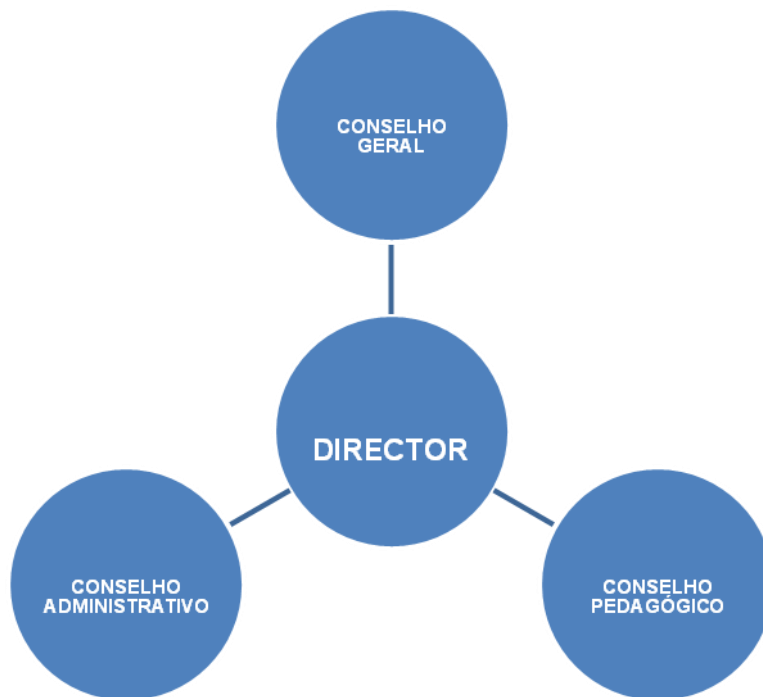 CONSELHO
GERAL
DIRECTOR
CONSELHO
ADMINISTRATIVO
CONSELHO
PEDAGÓGICO